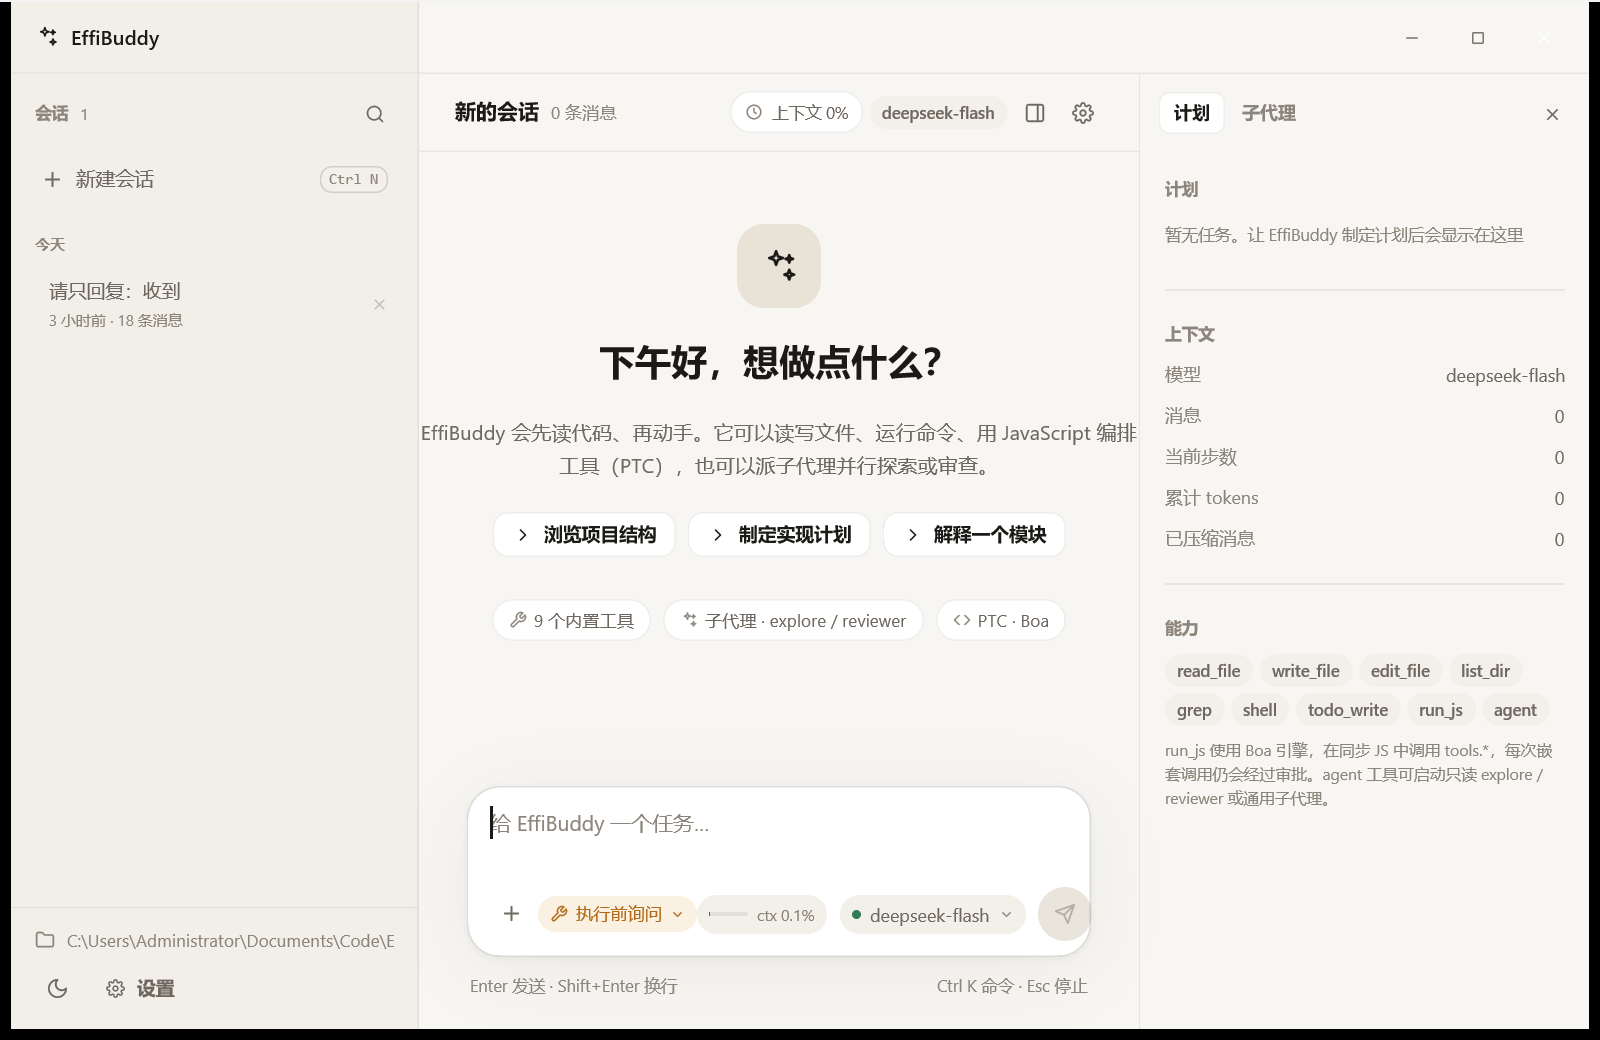 EffiBuddy
会话 1
新建会话 Ctrl N
今天
请只回复：收到
3 小时前 · 18 条消息
C:\Users\Administrator\Documents\Code\E
设置
新的会话 0 条消息 上下文 0% deepseek-flash
下午好，想做点什么？
EffiBuddy 会先读代码、再动手。它可以读写文件、运行命令、用 JavaScript 编排
工具（PTC），也可以派子代理并行探索或审查。
浏览项目结构 制定实现计划 解释一个模块
9 个内置工具 子代理 · explore / reviewer PTC · Boa
给 EffiBuddy 一个任务...
执行前询问 ctx 0.1% deepseek-flash
Enter 发送 · Shift+Enter 换行 Ctrl K 命令 · Esc 停止
计划 子代理
计划
暂无任务。让 EffiBuddy 制定计划后会显示在这里
上下文
模型 deepseek-flash
消息 0
当前步数 0
累计 tokens 0
已压缩消息 0
能力
read_file write_file edit_file list_dir
grep shell todo_write run_js agent
run_js 使用 Boa 引擎，在同步 JS 中调用 tools.*，每次嵌
套调用仍会经过审批。agent 工具可启动只读 explore /
reviewer 或通用子代理。